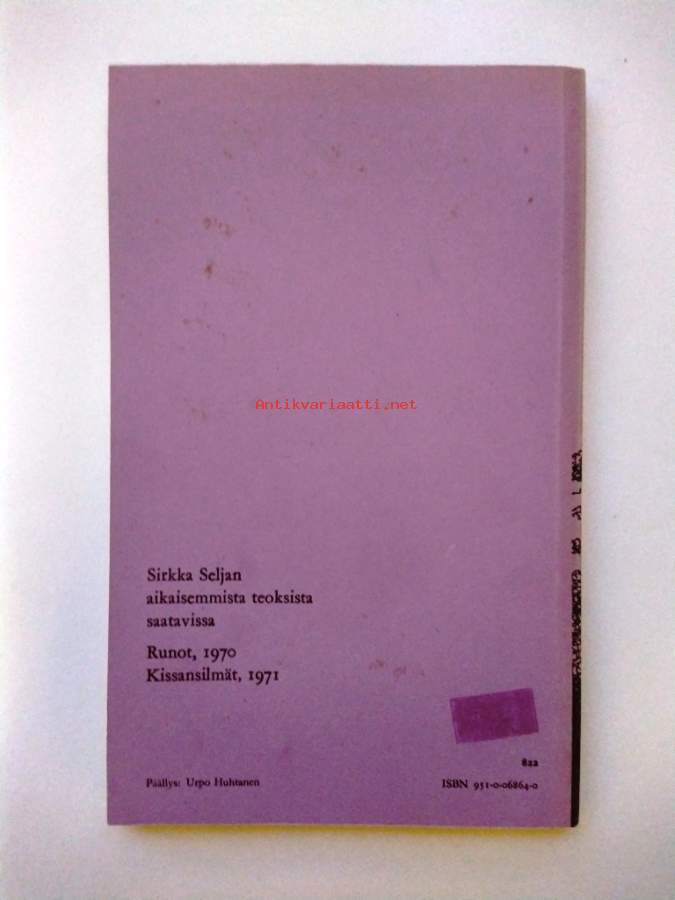 Antikvariaatti.net
Sirkka Seljan
aikaisemmista teoksista
saatavissa
Runot, 1970
Kissansilmät, 1971
822
Päällys: Urpo Huhtanen
ISBN 951-0-06864-0